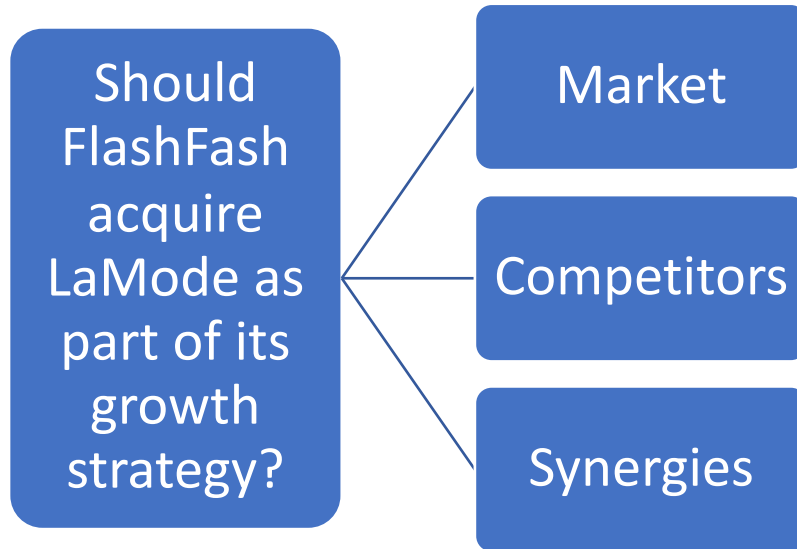 Should
FlashFash
acquire
LaMode as
part of its
growth
strategy?
Market
Competitors
Synergies